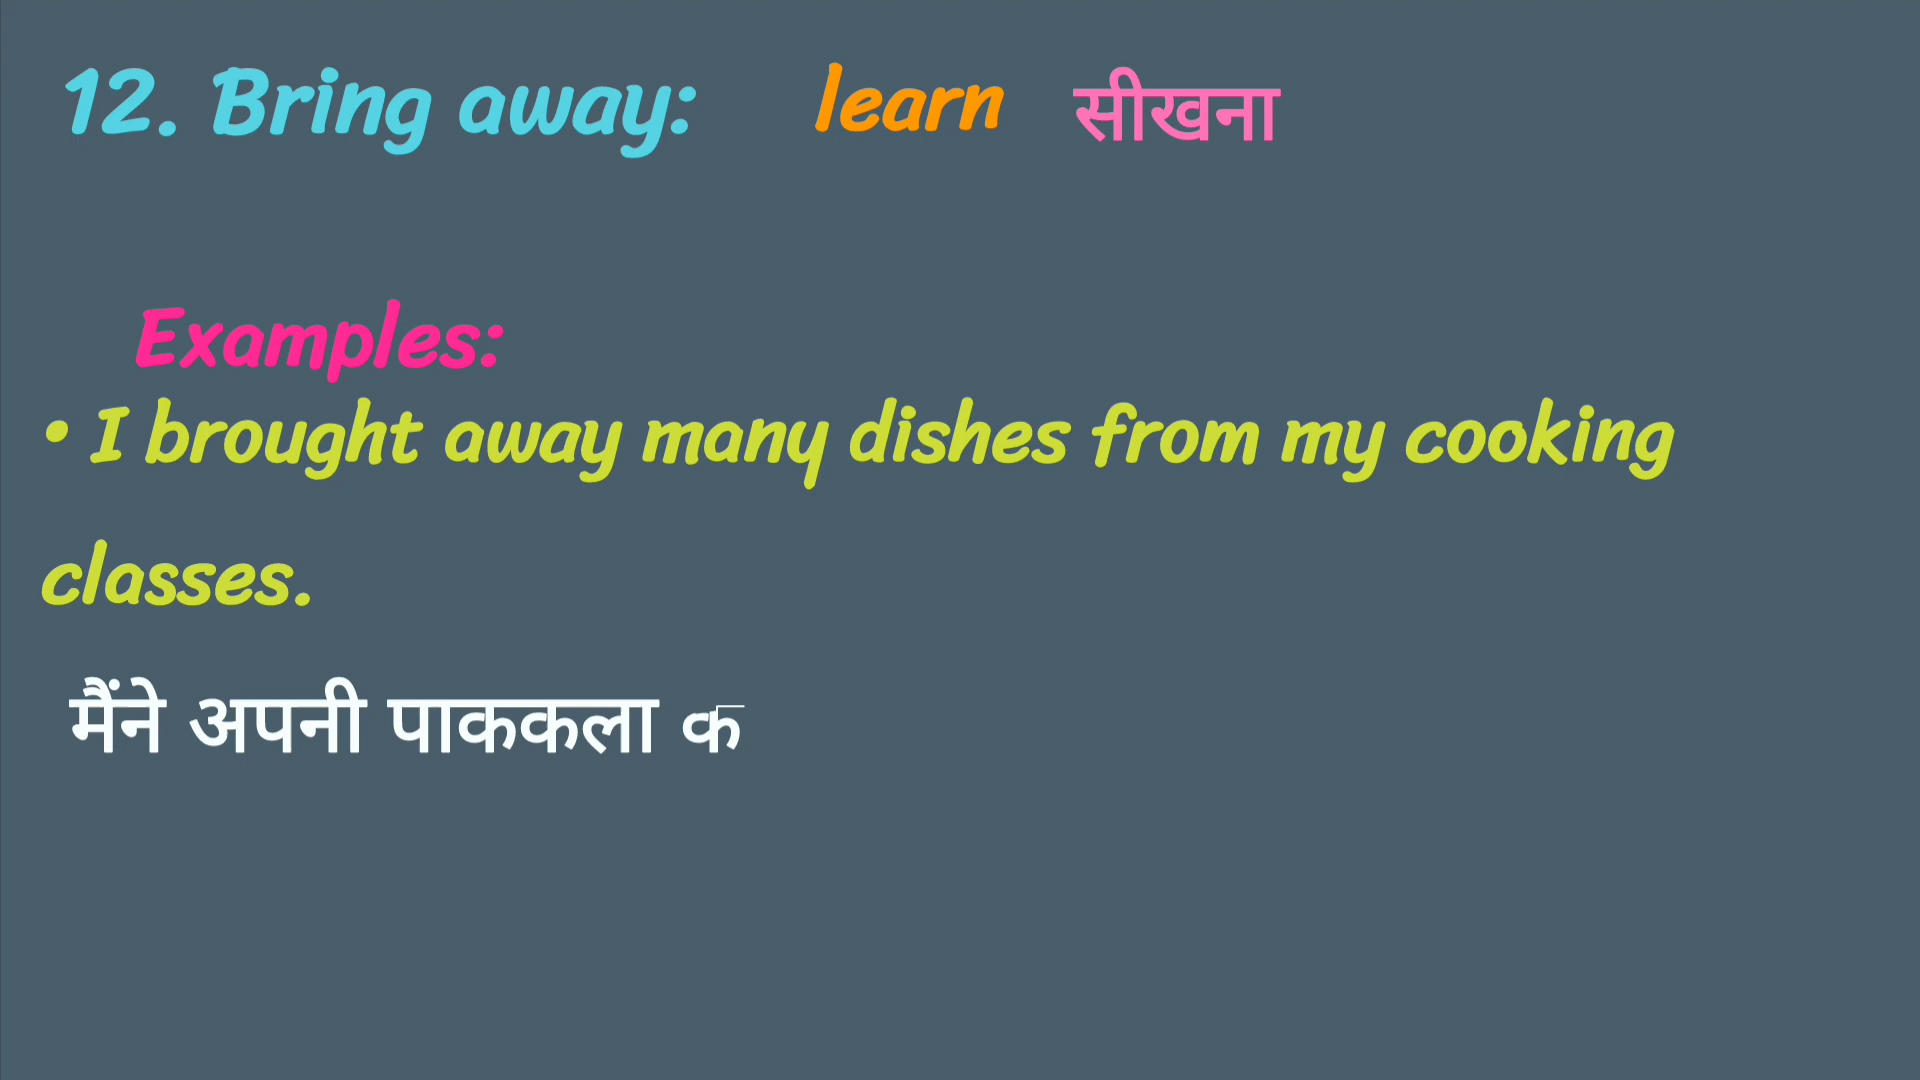 12. Bring away: learn सीखना
Examples:
• I brought away many dishes from my cooking
classes.
मैंने अपनी पाककला क